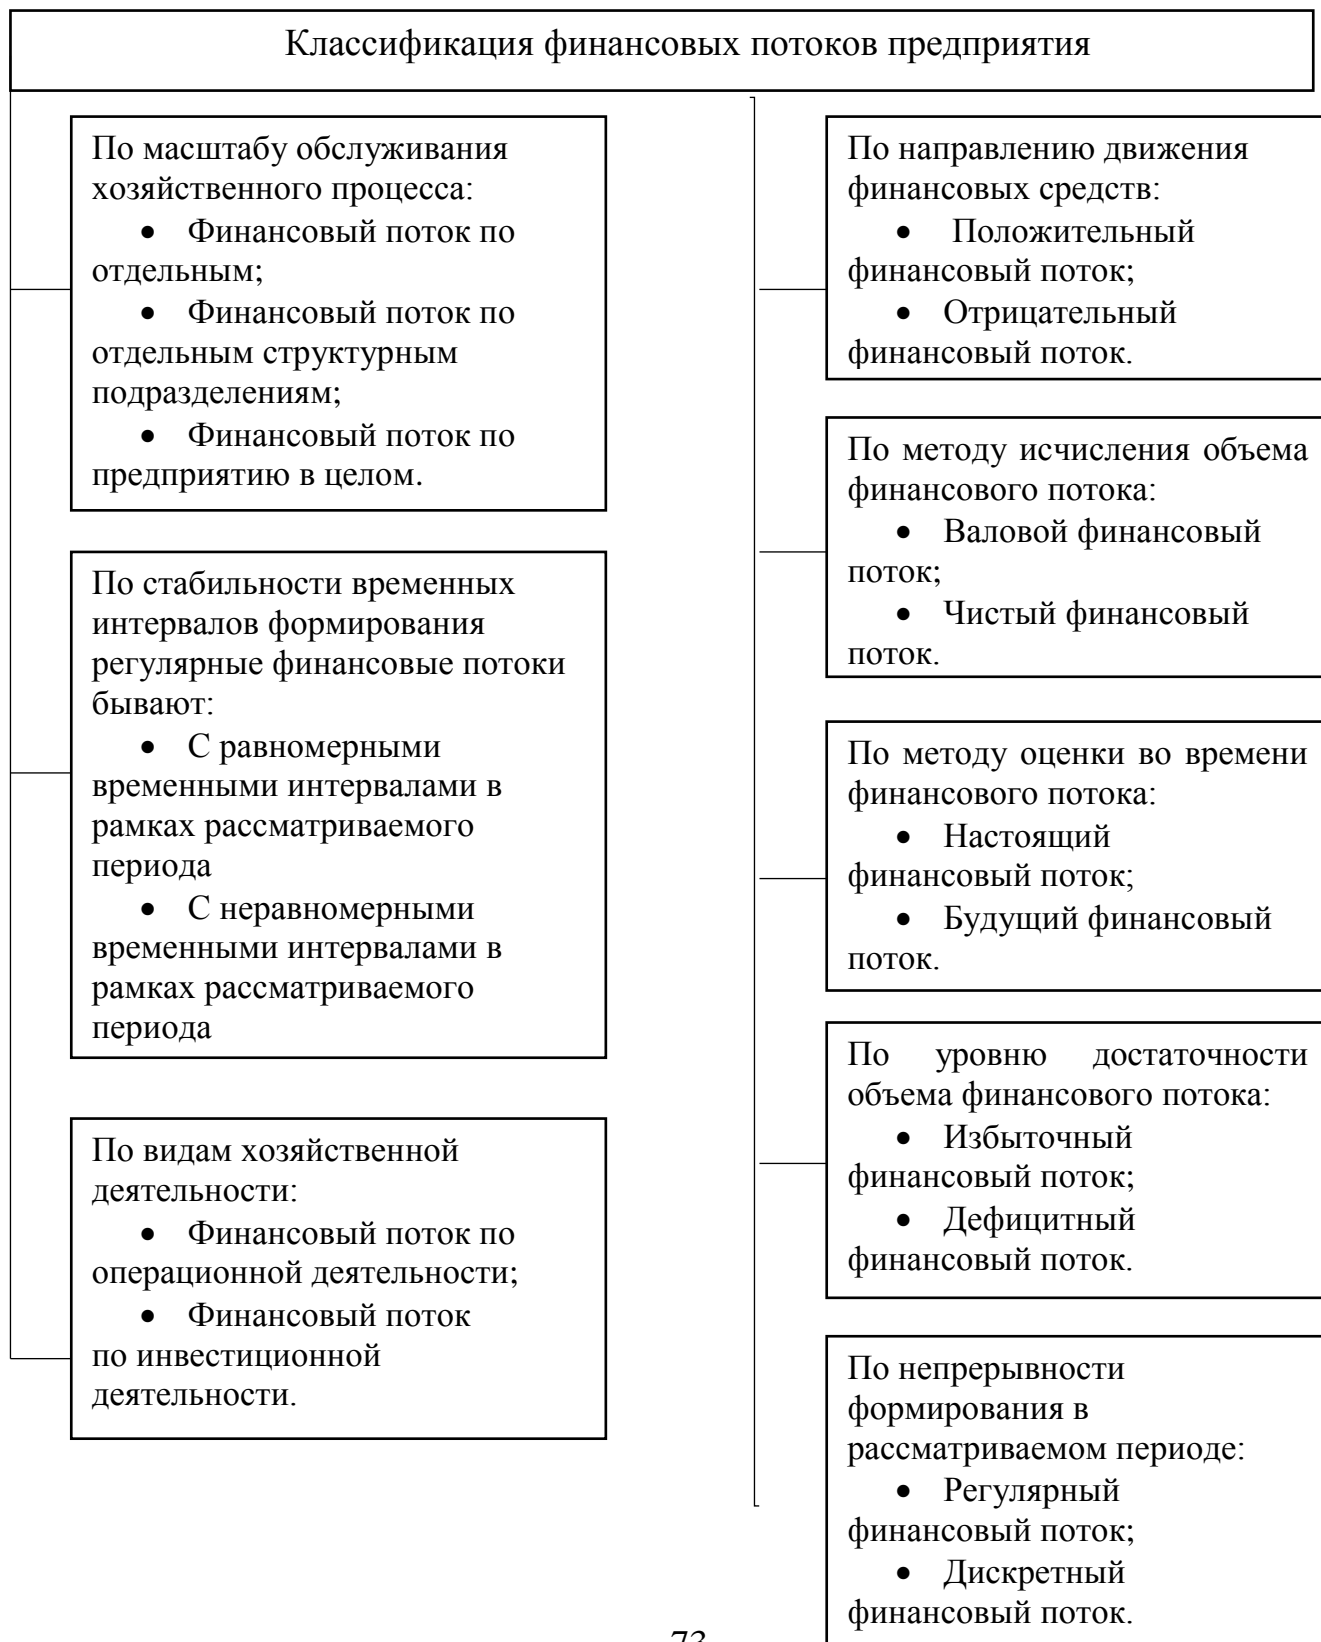 Классификация финансовых потоков предприятия
По масштабу обслуживания
хозяйственного процесса:
• Финансовый поток по
отдельным;
• Финансовый поток по
отдельным структурным
подразделениям;
• Финансовый поток по
предприятию в целом.
По стабильности временных
интервалов формирования
регулярные финансовые потоки
бывают:
• С равномерными
временными интервалами в
рамках рассматриваемого
периода
• С неравномерными
временными интервалами в
рамках рассматриваемого
периода
По видам хозяйственной
деятельности:
• Финансовый поток по
операционной деятельности;
• Финансовый поток
по инвестиционной
деятельности.
По направлению движения
финансовых средств:
• Положительный
финансовый поток;
• Отрицательный
финансовый поток.
По методу исчисления объема
финансового потока:
• Валовой финансовый
поток;
• Чистый финансовый
поток.
По методу оценки во времени
финансового потока:
• Настоящий
финансовый поток;
• Будущий финансовый
поток.
По уровню достаточности
объема финансового потока:
• Избыточный
финансовый поток;
• Дефицитный
финансовый поток.
По непрерывности
формирования в
рассматриваемом периоде:
• Регулярный
финансовый поток;
• Дискретный
финансовый поток.
73